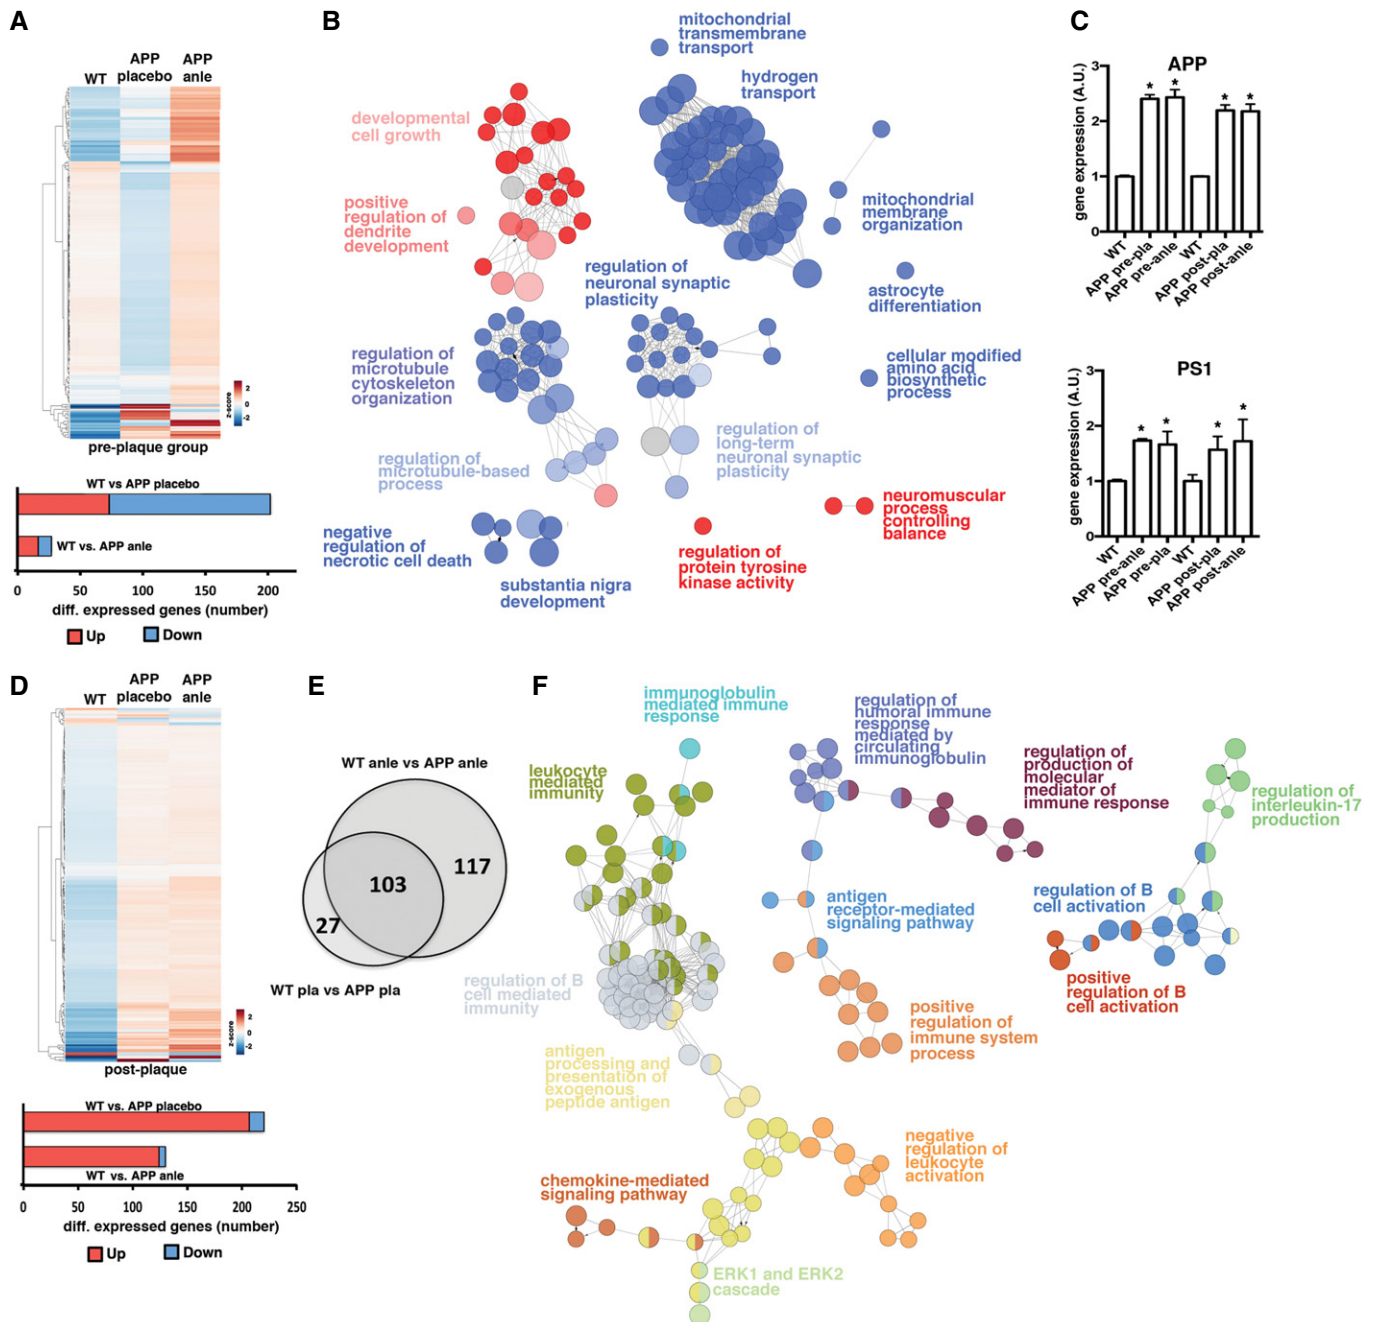 A
WT
APP
placebo
APP
anle
2
0
-2
z-score
pre-plaque group
WT vs APP placebo
WT vs. APP anle
0 50 100 150 200
diff. expressed genes (number)
Up Down
B
mitochondrial
transmembrane
transport
hydrogen
transport
developmental
cell growth
positive
regulation of
dendrite
development
mitochondrial
membrane
organization
regulation of
neuronal synaptic
plasticity
astrocyte
differentiation
regulation of
microtubule
cytoskeleton
organization
cellular modified
amino acid
biosynthetic
process
regulation of
microtubule-based
process
regulation of
long-term
neuronal synaptic
plasticity
negative
regulation of
necrotic cell death
substantia nigra
development
regulation of
protein tyrosine
kinase activity
neuromuscular
process
controlling
balance
C
APP
gene expression (A.U.)
3
2
1
0
* * * *
WT
APP pre-pla
APP pre-anle
WT
APP post-pla
APP post-anle
PS1
gene expression (A.U.)
3
2
1
0
* * * *
WT
APP pre-anle
APP pre-pla
WT
APP post-pla
APP post-anle
D
WT
APP
placebo
APP
anle
2
0
-2
z-score
post-plaque
WT vs. APP placebo
WT vs. APP anle
0 50 100 150 200 250
diff. expressed genes (number)
Up Down
E
WT anle vs APP anle
117
103
27
WT pla vs APP pla
F
immunoglobulin
mediated immune
response
leukocyte
mediated
immunity
regulation of
humoral immune
response
mediated by
circulating
immunoglobulin
regulation of
production of
molecular
mediator of
immune response
regulation of
interleukin-17
production
regulation of B
cell activation
antigen
receptor-mediated
signaling pathway
positive
regulation of B
cell activation
regulation of B
cell mediated
immunity
positive
regulation of
immune system
process
antigen
processing and
presentation of
exogenous
peptide antigen
negative
regulation of
leukocyte
activation
chemokine-mediated
signaling pathway
ERK1 and ERK2
cascade